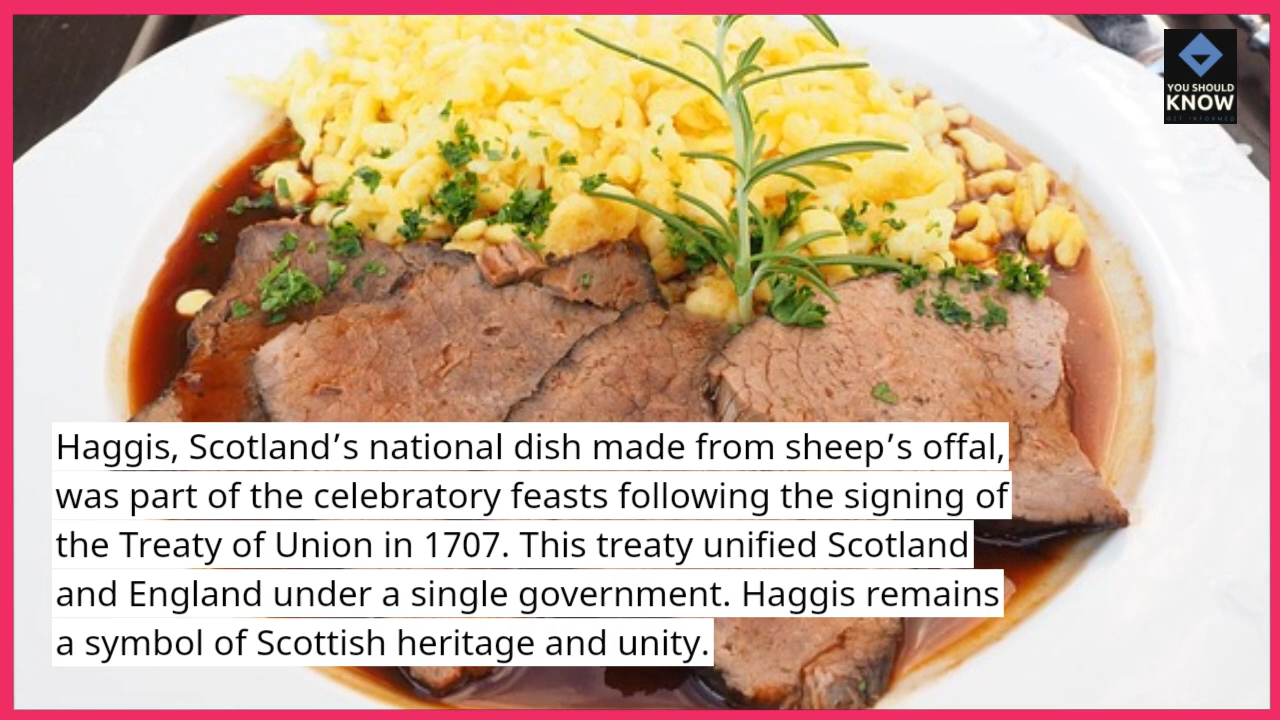 YOU SHOULD
KNOW
GET INFORMED
Haggis, Scotland’s national dish made from sheep’s offal,
was part of the celebratory feasts following the signing of
the Treaty of Union in 1707. This treaty unified Scotland
and England under a single government. Haggis remains
a symbol of Scottish heritage and unity.